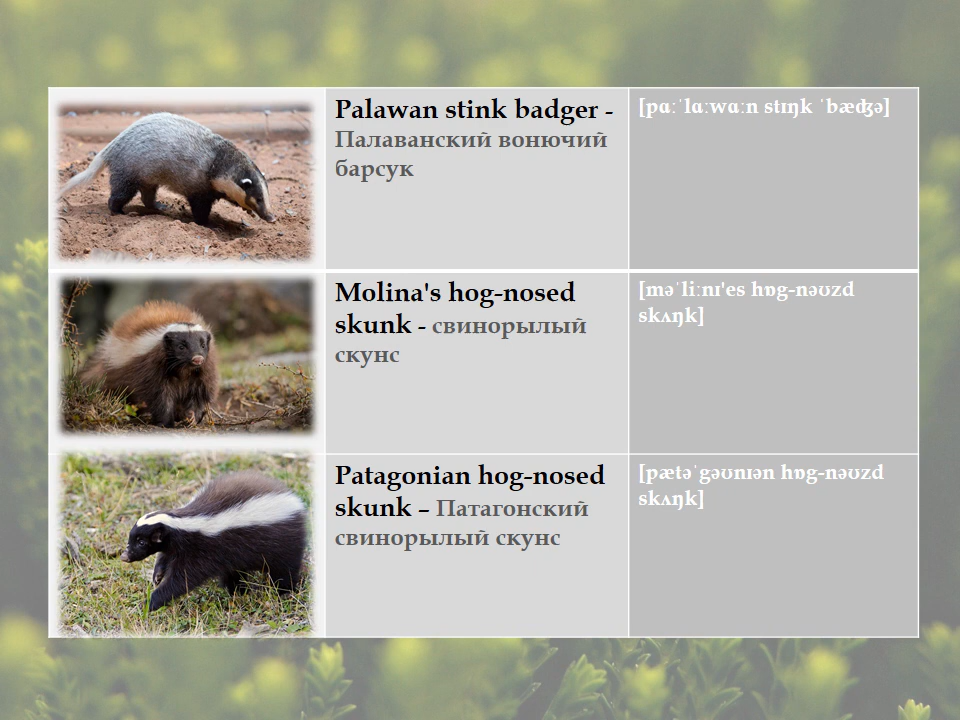 Palawan stink badger -
Палаванский вонючий
барсук
[pɑːˈlɑːwɑːn stɪŋk ˈbæʤə]
Molina's hog-nosed
skunk - свинорылый
скунс
[məˈliːnɪ'es hɒg-nəʊzd
skʌŋk]
Patagonian hog-nosed
skunk – Патагонский
свинорылый скунс
[pætəˈgəʊnɪən hɒg-nəʊzd
skʌŋk]